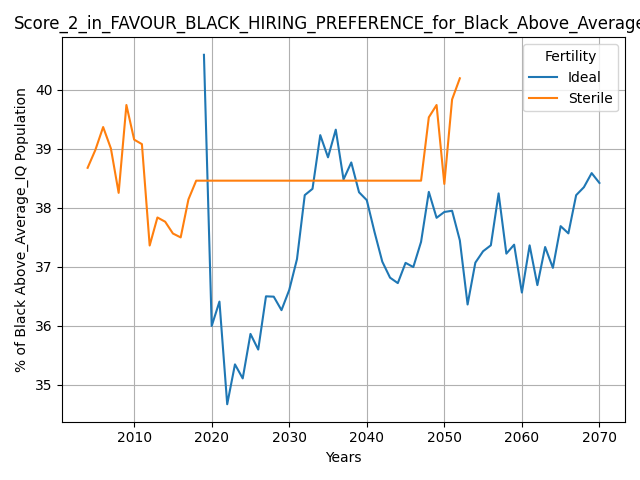 Score_2_in_FAVOUR_BLACK_HIRING_PREFERENCE_for_Black_Above_Average
Fertility
Ideal
Sterile
% of Black Above_Average_IQ Population
40
39
38
37
36
35
2010
2020
2030
2040
2050
2060
2070
Years